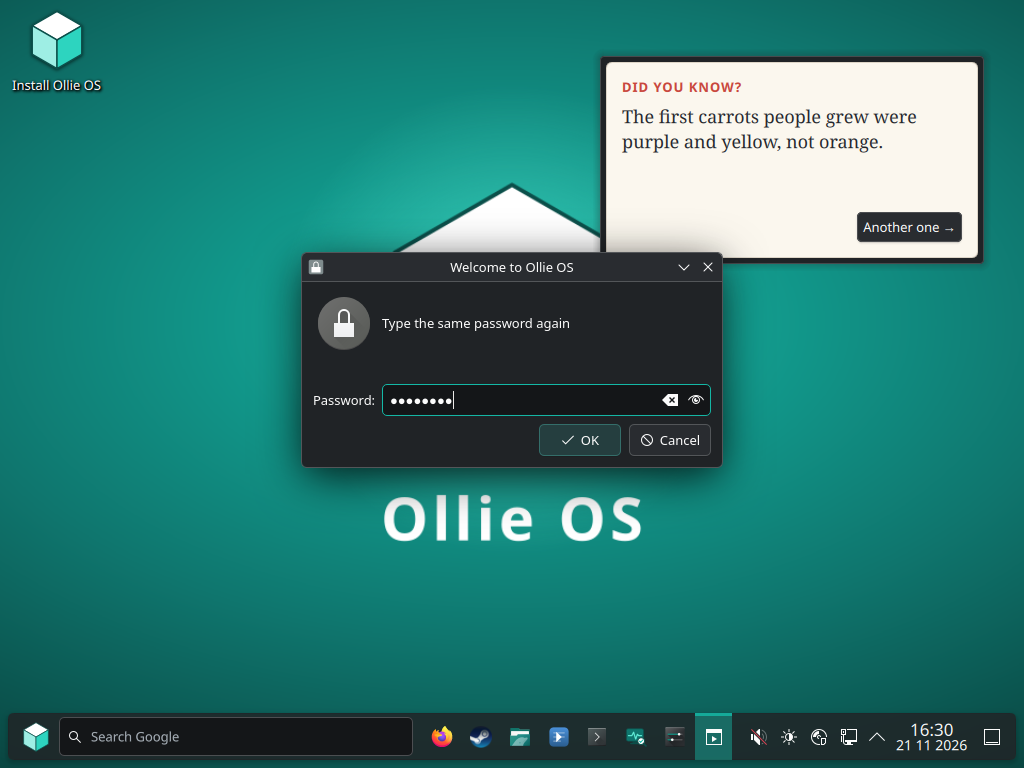 Install Ollie OS
DID YOU KNOW?
The first carrots people grew were
purple and yellow, not orange.
Another one →
Welcome to Ollie OS
Type the same password again
Password: ●●●●●●●●
OK
Cancel
Ollie OS
Search Google
16:30
21 11 2026